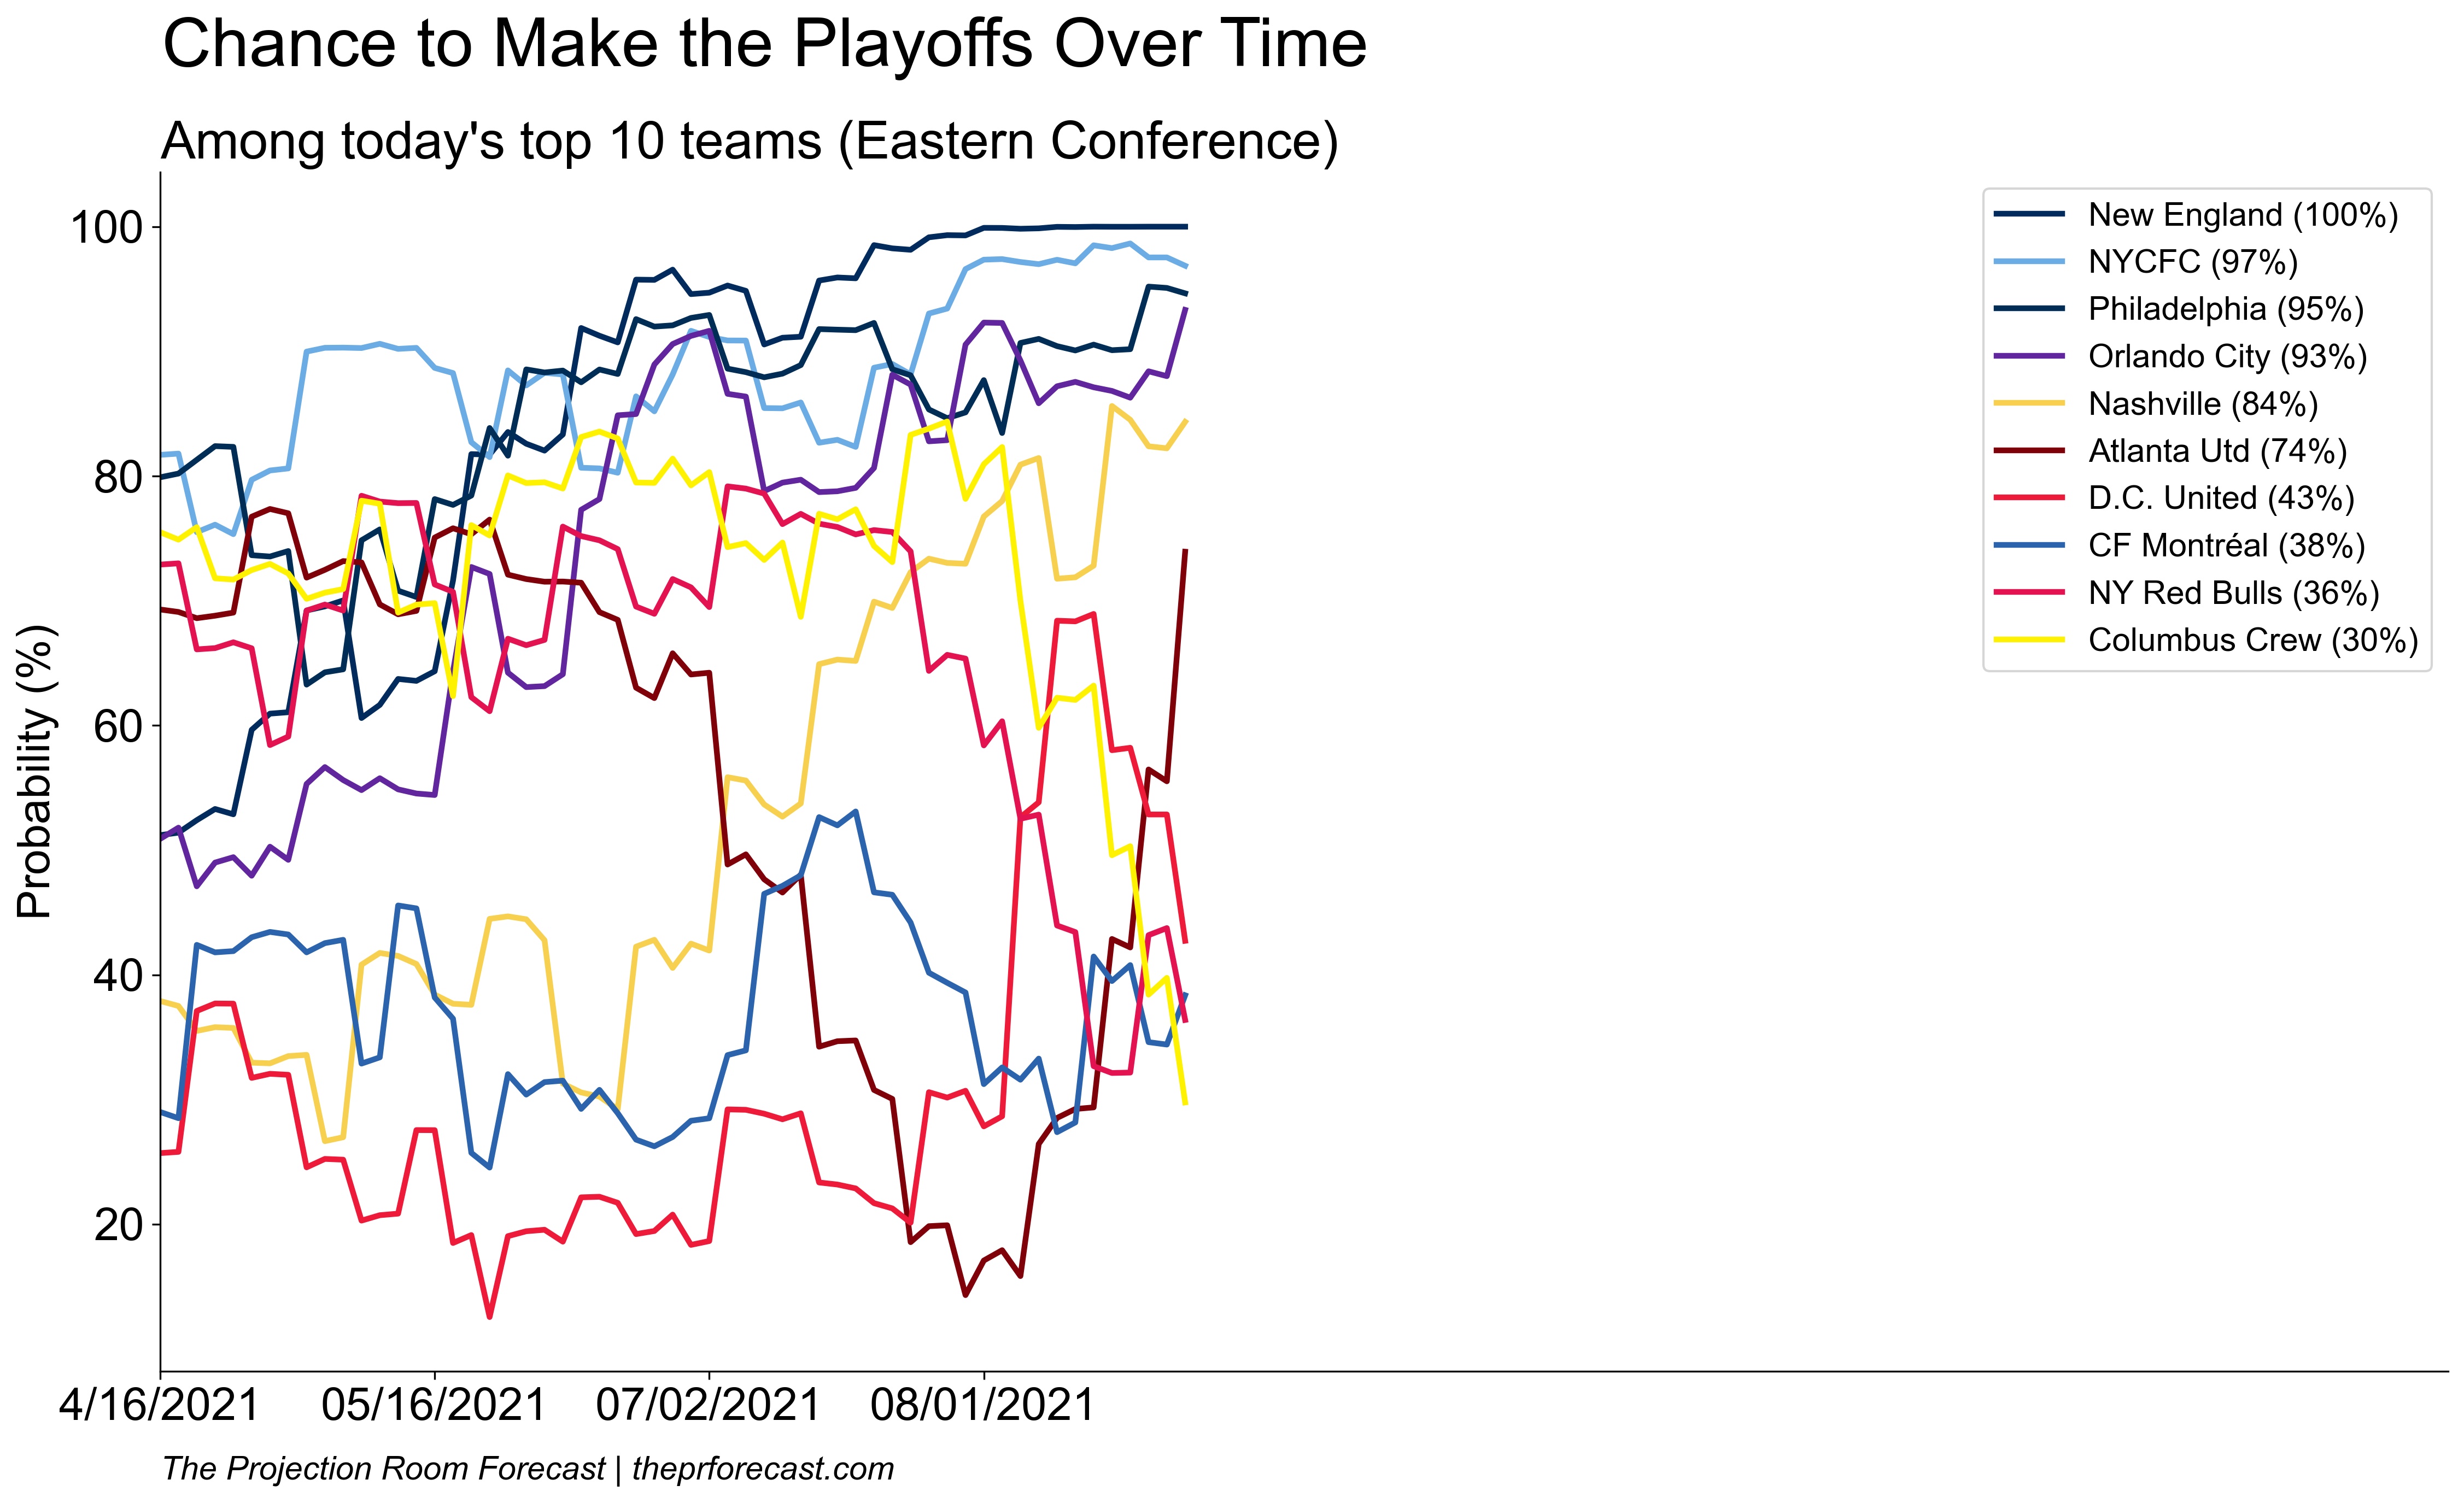 Chance to Make the Playoffs Over Time
Among today's top 10 teams (Eastern Conference)
Probability (%)
100
80
60
40
20
4/16/2021
05/16/2021
07/02/2021
08/01/2021
New England (100%)
NYCFC (97%)
Philadelphia (95%)
Orlando City (93%)
Nashville (84%)
Atlanta Utd (74%)
D.C. United (43%)
CF Montréal (38%)
NY Red Bulls (36%)
Columbus Crew (30%)
The Projection Room Forecast | theprforecast.com